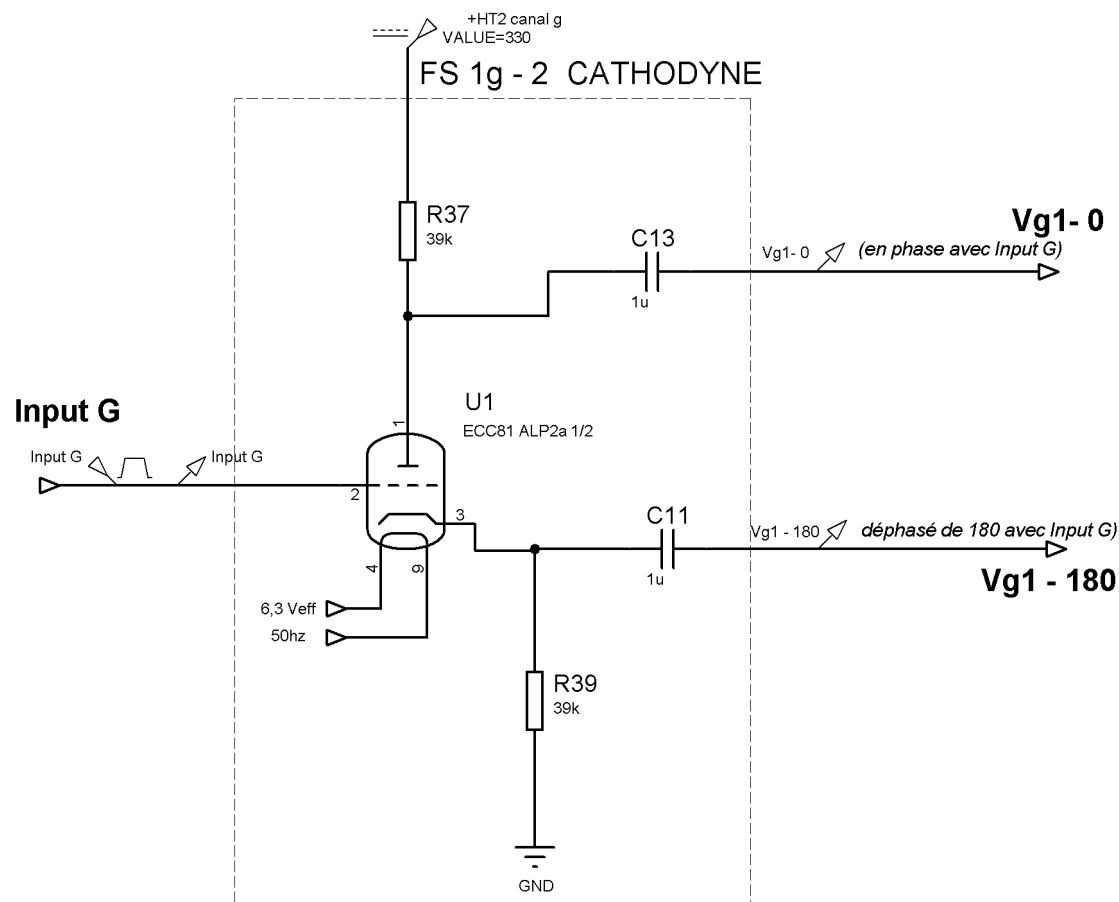 +HT2 canal g
VALUE=330
FS 1g - 2 CATHODYNE
R37
39k
C13
1u
Vg1- 0
Vg1- 0
(en phase avec Input G)
U1
ECC81 ALP2a 1/2
1
Input G
Input G
Input G
2
3
C11
1u
Vg1 - 180
déphasé de 180 avec Input G)
Vg1 - 180
4
9
6,3 Veff
50hz
R39
39k
GND